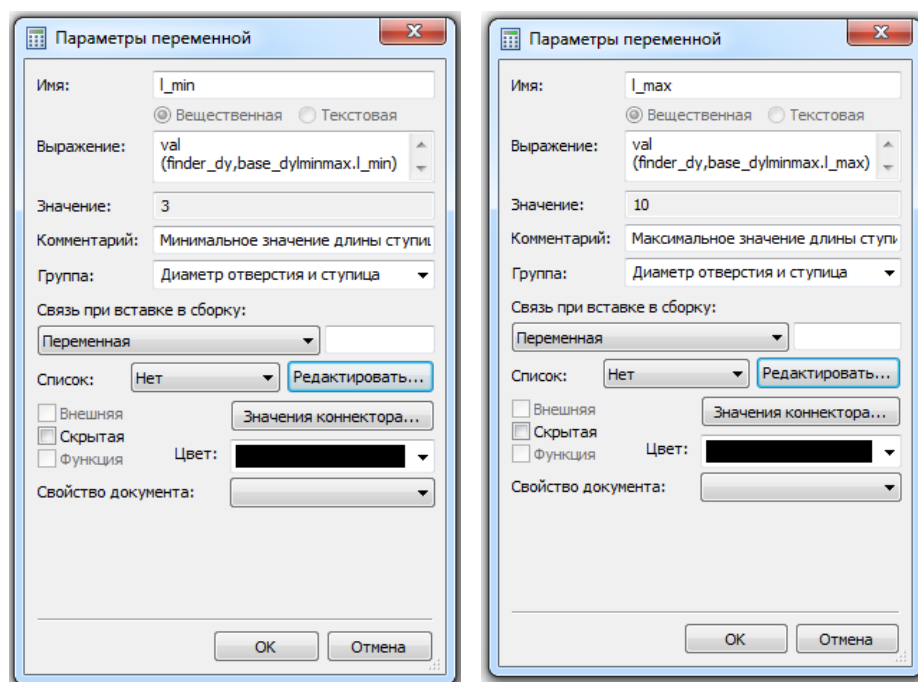 Параметры переменной
Имя: l_min
Вещественная Текстовая
Выражение: val
(finder_dy,base_dylminmax.l_min)
Значение: 3
Комментарий: Минимальное значение длины
Группа: Диаметр отверстия и ступица
Связь при вставке в сборку:
Переменная
Список: Нет Редактировать...
Внешняя Значения коннектора...
Скрытая
Функция Цвет:
Свойство документа:
ОК Отмена
Параметры переменной
Имя: l_max
Вещественная Текстовая
Выражение: val
(finder_dy,base_dylminmax.l_max)
Значение: 10
Комментарий: Максимальное значение длины
Группа: Диаметр отверстия и ступица
Связь при вставке в сборку:
Переменная
Список: Нет Редактировать...
Внешняя Значения коннектора...
Скрытая
Функция Цвет:
Свойство документа:
ОК Отмена